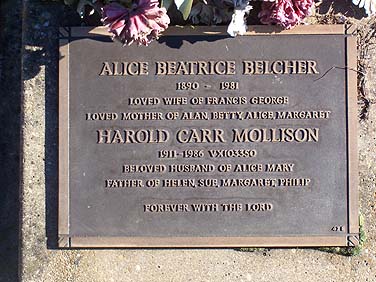 ALICE BEATRICE BELCHER
1890 - 1981
LOVED WIFE OF FRANCIS GEORGE
LOVED MOTHER OF ALAN, BETTY, ALICE, MARGARET
HAROLD CARR MOLLISON
1911 - 1986 VX103350
BELOVED HUSBAND OF ALICE MARY
FATHER OF HELEN, SUE, MARGARET, PHILIP
FOREVER WITH THE LORD